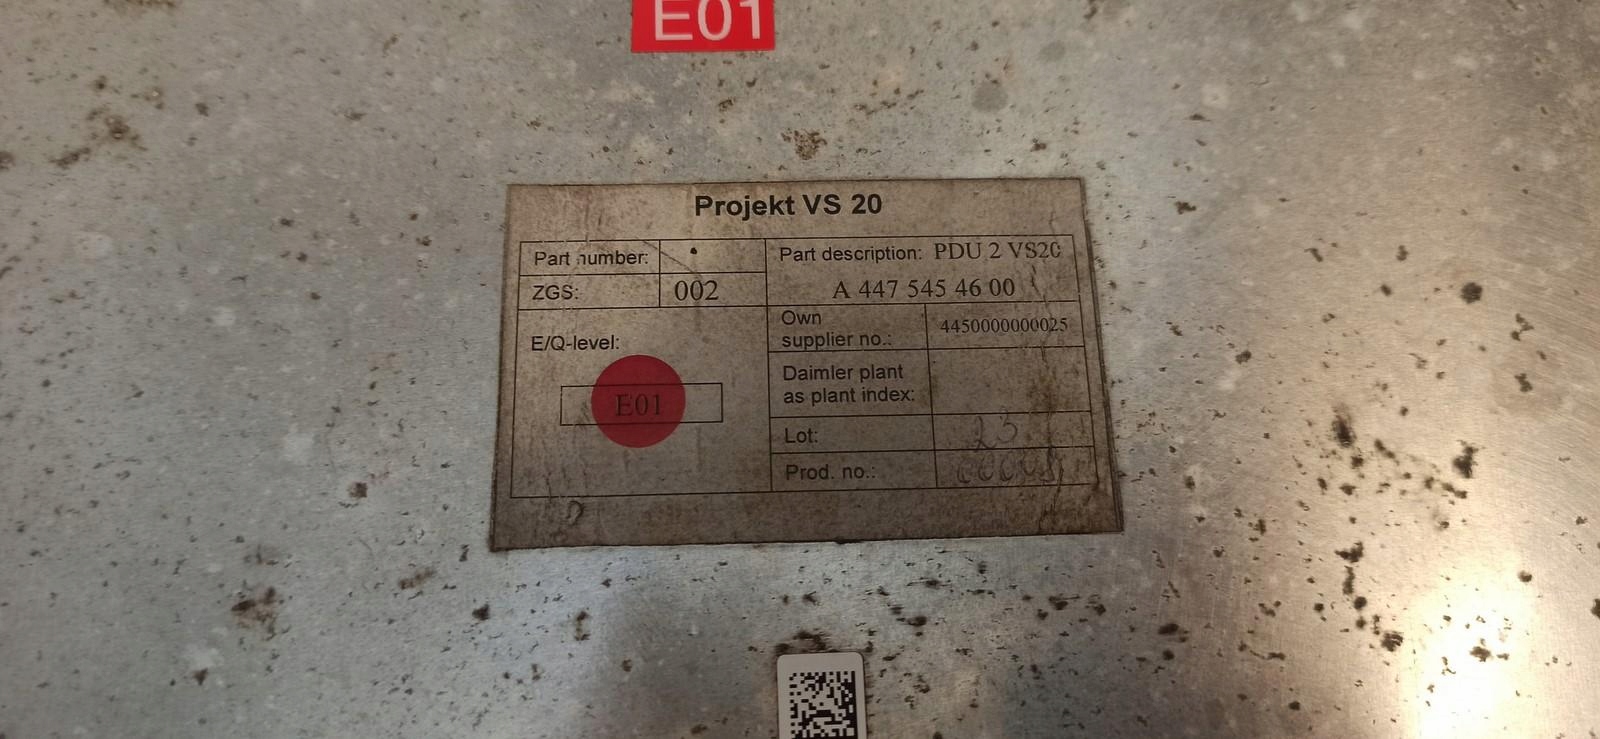 E01
Projekt VS 20
Part number:
Part description: PDU 2 VS20
A 447 545 46 00
ZGS: 002
Own
supplier no.: 4450000000025
E/Q-level:
E01
Daimler plant
as plant index:
Lot: 23
Prod. no.: